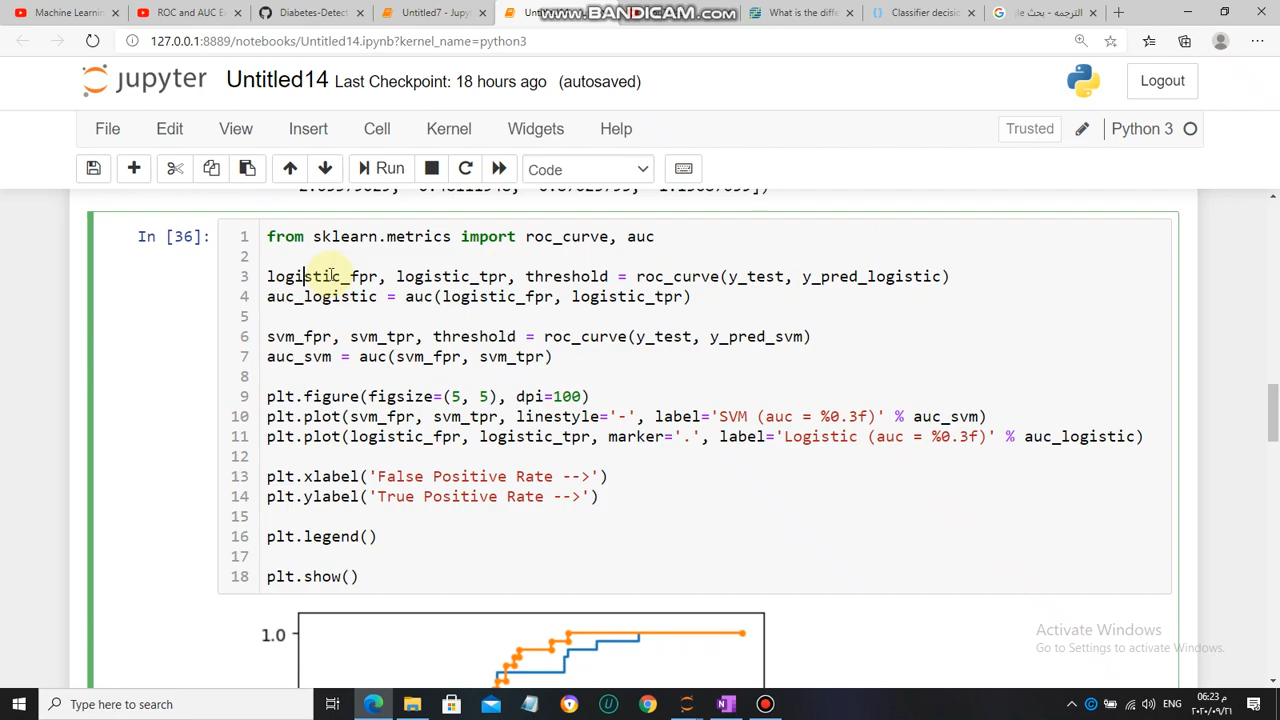 Machine Learning
ROC and AUC E
Diabetes-Detect
Untitled7 - Jupy
www.BANDICAM.com
What is the diffe
Classifier decisio
127.0.0.1:8889/notebooks/Untitled14.ipynb?kernel_name=python3
jupyter Untitled14 Last Checkpoint: 18 hours ago (autosaved)
Logout
File Edit View Insert Cell Kernel Widgets Help
Trusted
Python 3
Run
Code
In [36]:
1 from sklearn.metrics import roc_curve, auc
2
3 logistic_fpr, logistic_tpr, threshold = roc_curve(y_test, y_pred_logistic)
4 auc_logistic = auc(logistic_fpr, logistic_tpr)
5
6 svm_fpr, svm_tpr, threshold = roc_curve(y_test, y_pred_svm)
7 auc_svm = auc(svm_fpr, svm_tpr)
8
9 plt.figure(figsize=(5, 5), dpi=100)
10 plt.plot(svm_fpr, svm_tpr, linestyle='-', label='SVM (auc = %0.3f)' % auc_svm)
11 plt.plot(logistic_fpr, logistic_tpr, marker='.', label='Logistic (auc = %0.3f)' % auc_logistic)
12
13 plt.xlabel('False Positive Rate -->')
14 plt.ylabel('True Positive Rate -->')
15
16 plt.legend()
17
18 plt.show()
1.0
Activate Windows
Go to Settings to activate Windows.
Type here to search
ENG
06:23 م